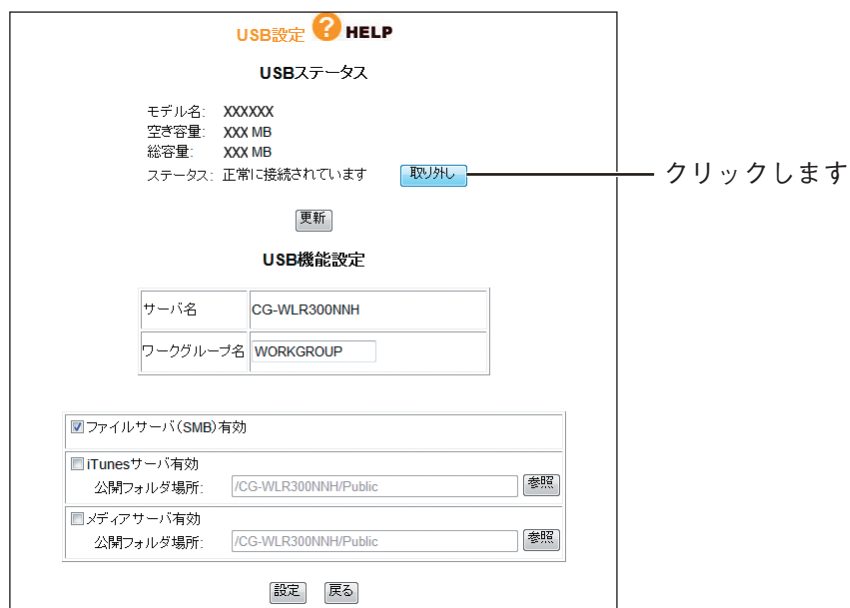 USB設定 ? HELP
USBステータス
モデル名: XXXXXX
空き容量: XXX MB
総容量: XXX MB
ステータス: 正常に接続されています 取り外し クリックします
更新
USB機能設定
サーバ名 CG-WLR300NNH
ワークグループ名 WORKGROUP
ファイルサーバ(SMB)有効
iTunesサーバ有効
公開フォルダ場所: /CG-WLR300NNH/Public 参照
メディアサーバ有効
公開フォルダ場所: /CG-WLR300NNH/Public 参照
設定 戻る